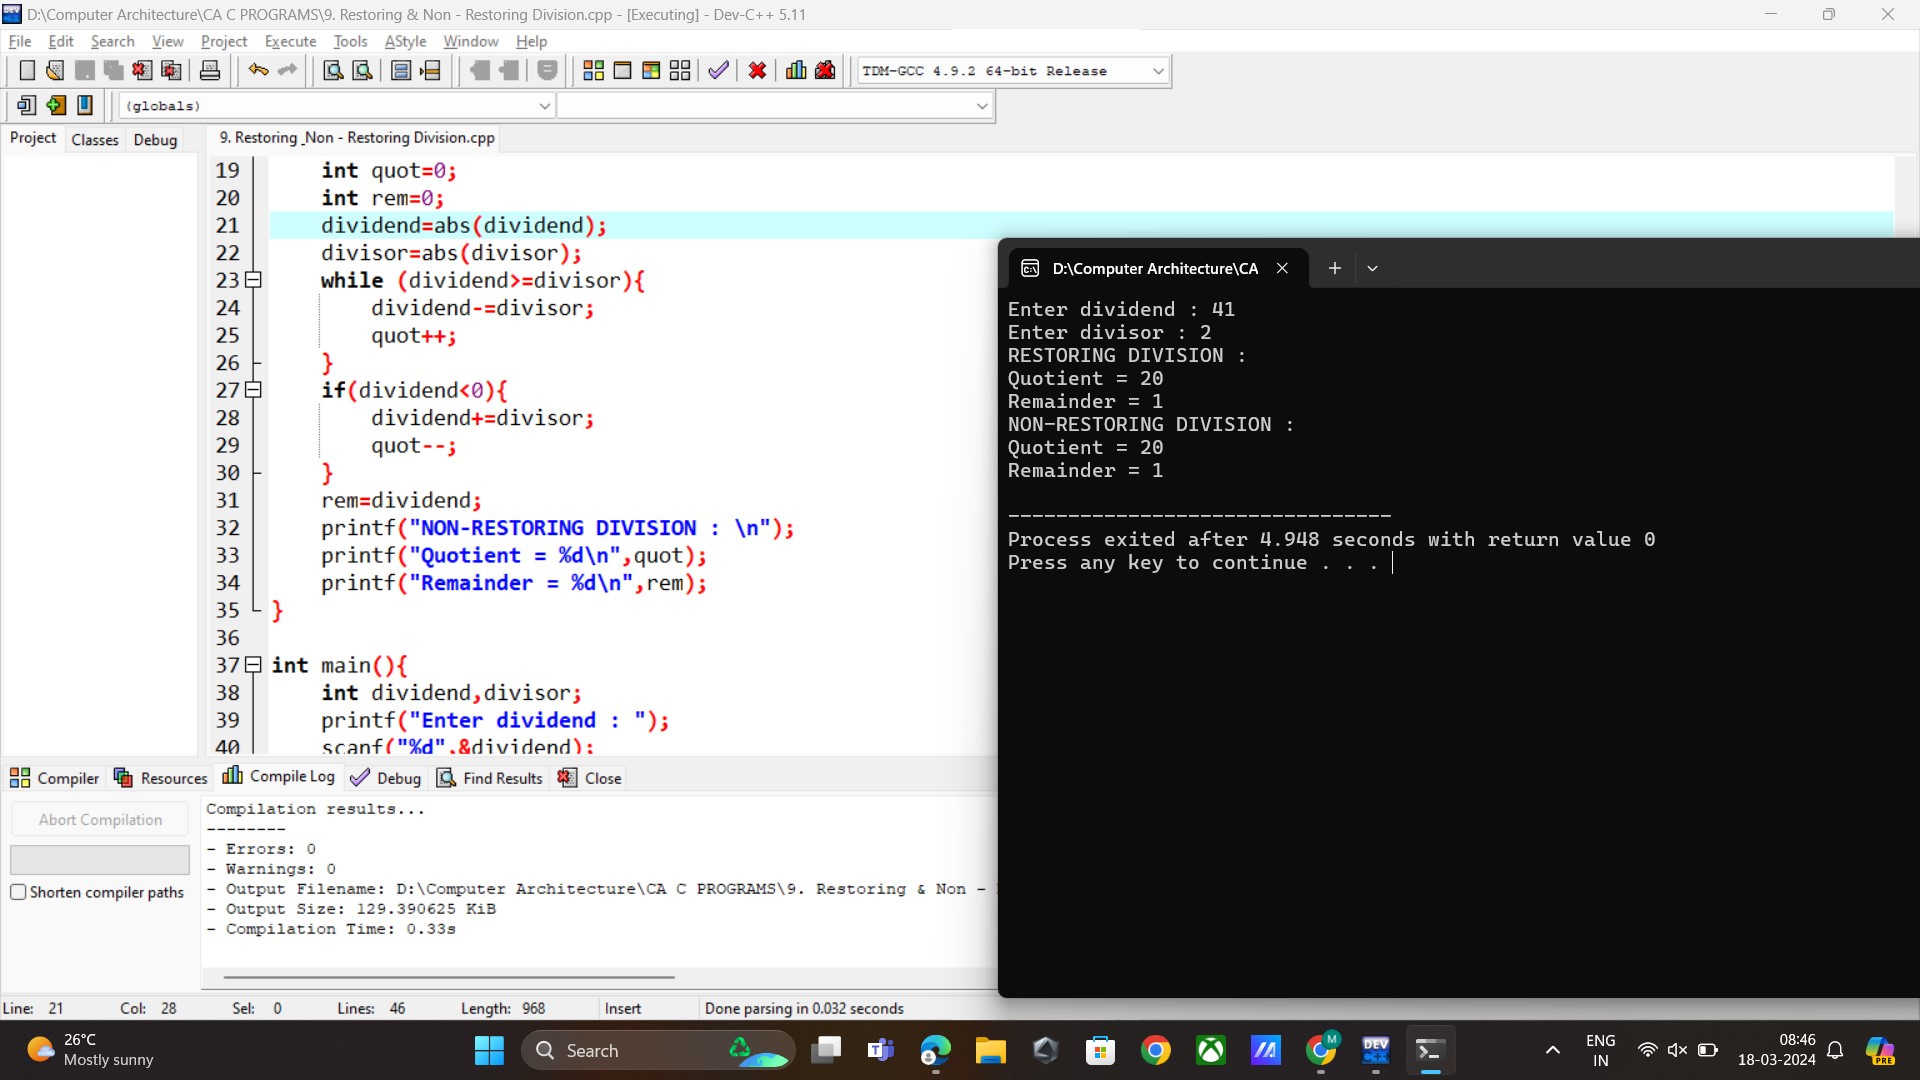 D:\Computer Architecture\CA C PROGRAMS\9. Restoring & Non - Restoring Division.cpp - [Executing] - Dev-C++ 5.11
File Edit Search View Project Execute Tools AStyle Window Help
TDM-GCC 4.9.2 64-bit Release
(globals)
Project Classes Debug
9. Restoring _Non - Restoring Division.cpp
19 int quot=0;
20 int rem=0;
21 dividend=abs(dividend);
22 divisor=abs(divisor);
23 while (dividend>=divisor){
24 dividend-=divisor;
25 quot++;
26 }
27 if(dividend<0){
28 dividend+=divisor;
29 quot--;
30 }
31 rem=dividend;
32 printf("NON-RESTORING DIVISION : \n");
33 printf("Quotient = %d\n",quot);
34 printf("Remainder = %d\n",rem);
35 }
36
37 int main(){
38 int dividend,divisor;
39 printf("Enter dividend : ");
40 scanf("%d",&dividend);
D:\Computer Architecture\CA
Enter dividend : 41
Enter divisor : 2
RESTORING DIVISION :
Quotient = 20
Remainder = 1
NON-RESTORING DIVISION :
Quotient = 20
Remainder = 1
--------------------------------
Process exited after 4.948 seconds with return value 0
Press any key to continue . . .
Compiler Resources Compile Log Debug Find Results Close
Abort Compilation
Shorten compiler paths
Compilation results...
--------
- Errors: 0
- Warnings: 0
- Output Filename: D:\Computer Architecture\CA C PROGRAMS\9. Restoring & Non -
- Output Size: 129.390625 KiB
- Compilation Time: 0.33s
Line: 21 Col: 28 Sel: 0 Lines: 46 Length: 968 Insert Done parsing in 0.032 seconds
26°C
Mostly sunny
Search
DEV
M
ENG
IN
08:46
18-03-2024
PRE